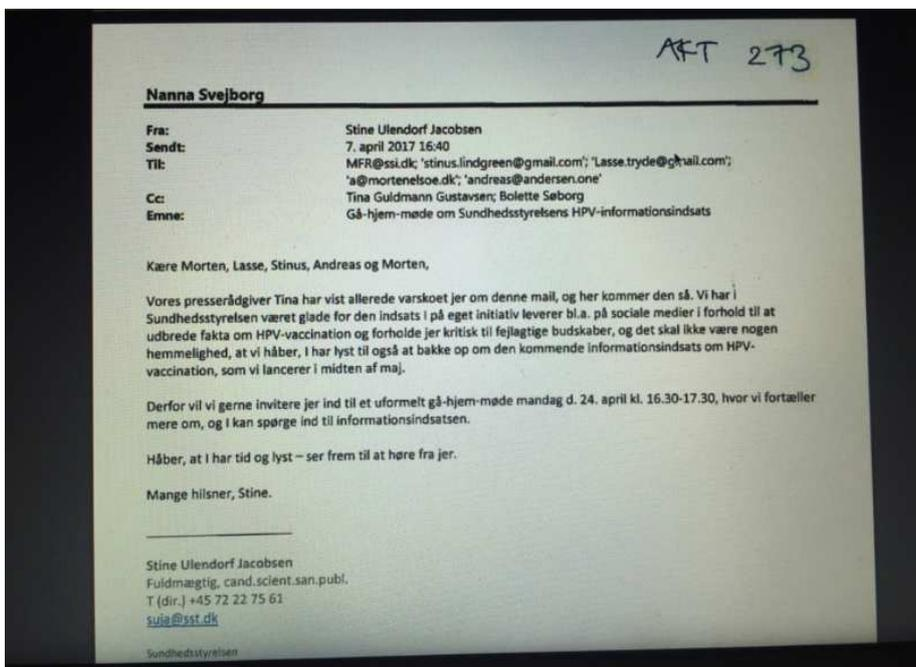 AKT 273
Nanna Svejborg
Fra: Stine Ulendorf Jacobsen
Sendt: 7. april 2017 16:40
Til: MFR@ssi.dk; 'stinus.lindgreen@gmail.com'; 'Lasse.tryde@gmail.com';
'a@mortenelsoe.dk'; 'andreas@andersen.one'
Cc: Tina Guldmann Gustavsen; Bolette Søborg
Emne: Gå-hjem-møde om Sundhedsstyrelsens HPV-informationsindsats
Kære Morten, Lasse, Stinus, Andreas og Morten,
Vores presserådgiver Tina har vist allerede varskoet jer om denne mail, og her kommer den så. Vi har i
Sundhedsstyrelsen været glade for den indsats I på eget initiativ leverer bl.a. på sociale medier i forhold til at
udbrede fakta om HPV-vaccination og forholde jer kritisk til fejlagtige budskaber, og det skal ikke være nogen
hemmelighed, at vi håber, I har lyst til også at bakke op om den kommende informationsindsats om HPV-
vaccination, som vi lancerer i midten af maj.
Derfor vil vi gerne invitere jer ind til et uformelt gå-hjem-møde mandag d. 24. april kl. 16.30-17.30, hvor vi fortæller
mere om, og I kan spørge ind til informationsindsatsen.
Håber, at I har tid og lyst – ser frem til at høre fra jer.
Mange hilsner, Stine.
Stine Ulendorf Jacobsen
Fuldmægtig, cand.scient.san.publ.
T (dir.) +45 72 22 75 61
suja@sst.dk
Sundhedsstyrelsen